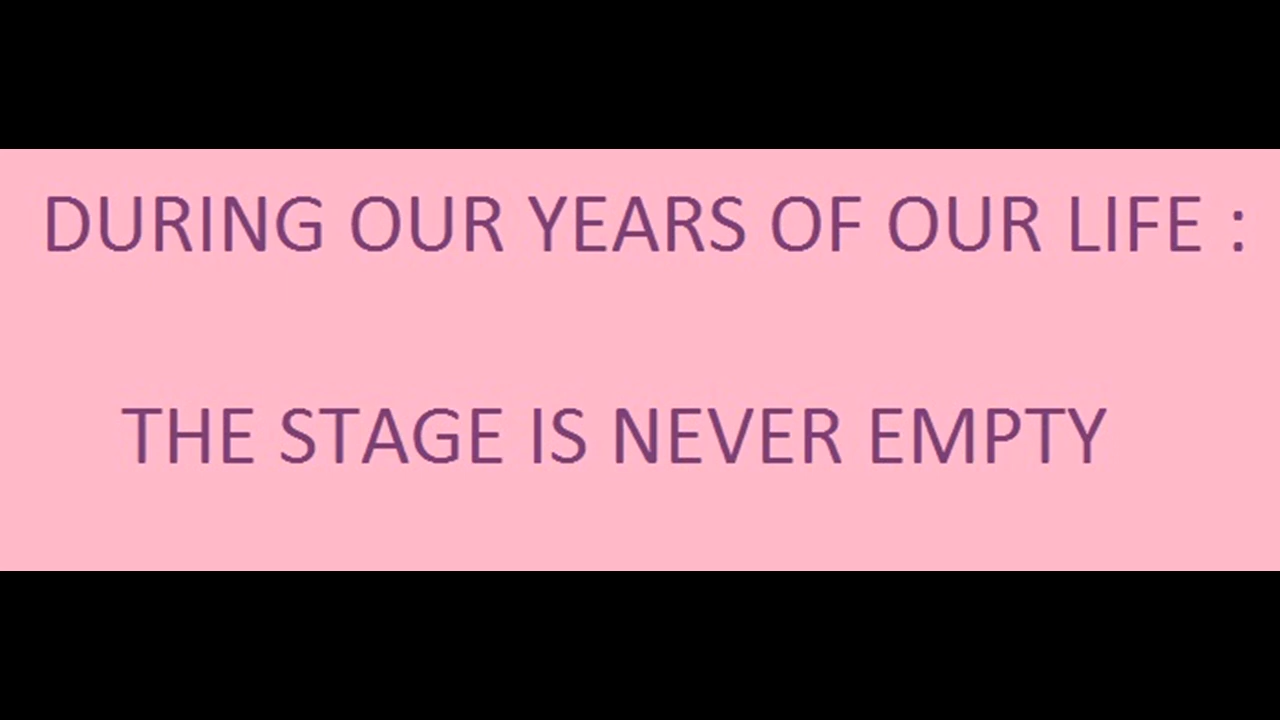 DURING OUR YEARS OF OUR LIFE :
THE STAGE IS NEVER EMPTY